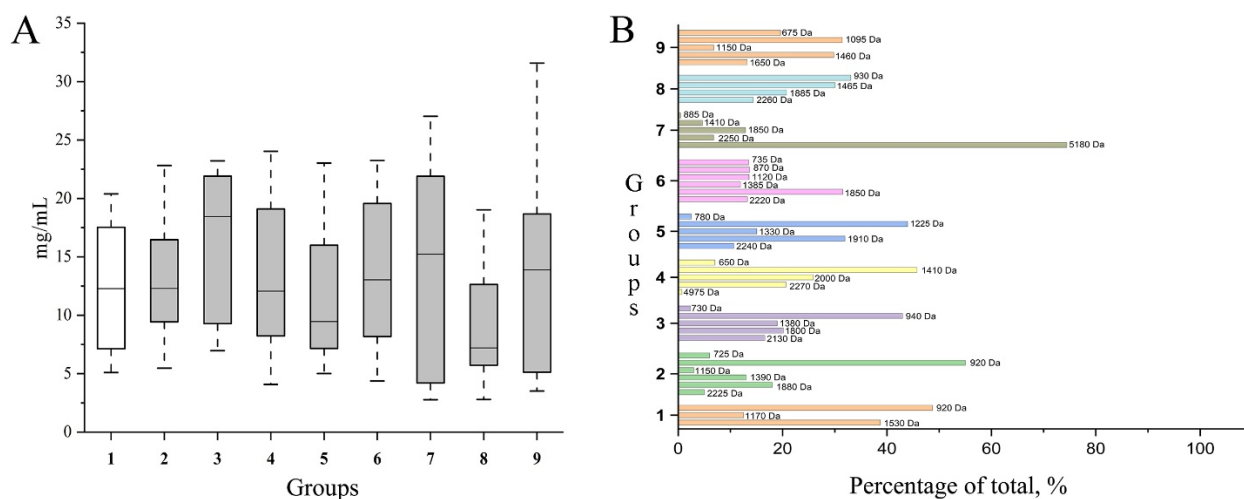 A
35
30
25
20
15
10
5
0
mg/mL
1 2 3 4 5 6 7 8 9
Groups
B
Groups
9
675 Da
1095 Da
1150 Da
1460 Da
1650 Da
8
930 Da
1465 Da
1885 Da
2260 Da
7
885 Da
1410 Da
1850 Da
2250 Da
5180 Da
6
735 Da
870 Da
1120 Da
1385 Da
1850 Da
2220 Da
5
780 Da
1225 Da
1330 Da
1910 Da
2240 Da
4
650 Da
1410 Da
2000 Da
2270 Da
4975 Da
3
730 Da
940 Da
1380 Da
1800 Da
2130 Da
2
725 Da
920 Da
1150 Da
1390 Da
1880 Da
2225 Da
1
920 Da
1170 Da
1530 Da
0 20 40 60 80 100
Percentage of total, %